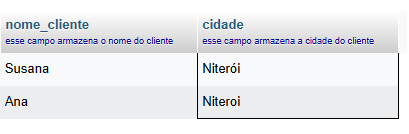 nome_cliente cidade
esse campo armazena o nome do cliente esse campo armazena a cidade do cliente
Susana Niterói
Ana Niteroi